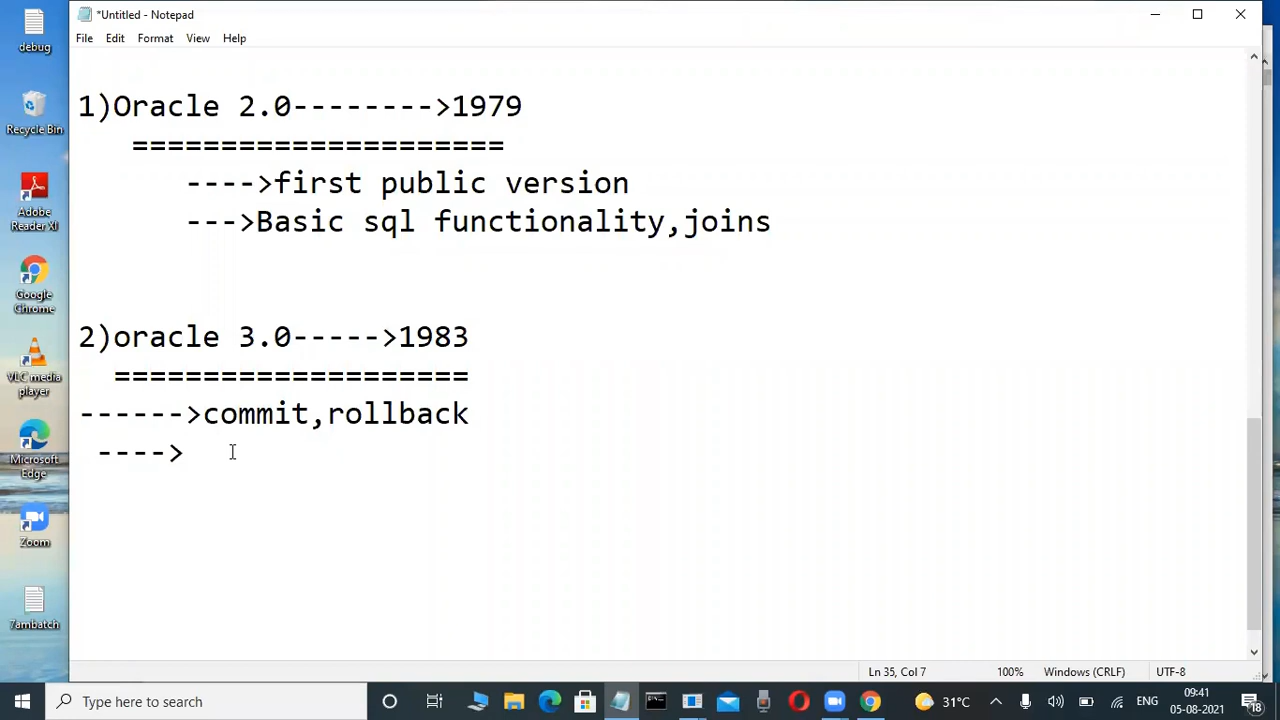 *Untitled - Notepad
File Edit Format View Help
1)Oracle 2.0-------->1979
=====================
---->first public version
--->Basic sql functionality,joins
2)oracle 3.0----->1983
====================
------>commit,rollback
---->
debug
Recycle Bin
Adobe
Reader XI
Google
Chrome
VLC media
player
Microsoft
Edge
Zoom
7ambatch
Ln 35, Col 7 100% Windows (CRLF) UTF-8
Type here to search
31°C ENG 09:41
05-08-2021
18